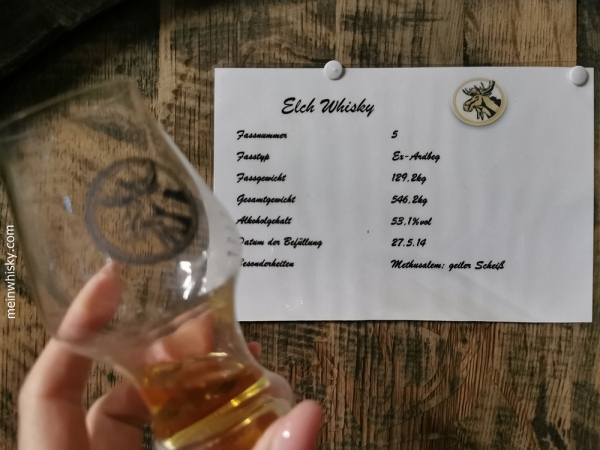 Elch Whisky
Fassnummer 5
Fasstyp Ex-Ardbeg
Fassgewicht 129,2kg
Gesamtgewicht 546,2kg
Alkoholgehalt 53,1%vol
Datum der Befüllung 27.5.14
Besonderheiten Methusalem; geiler Scheiß
meinwhisky.com